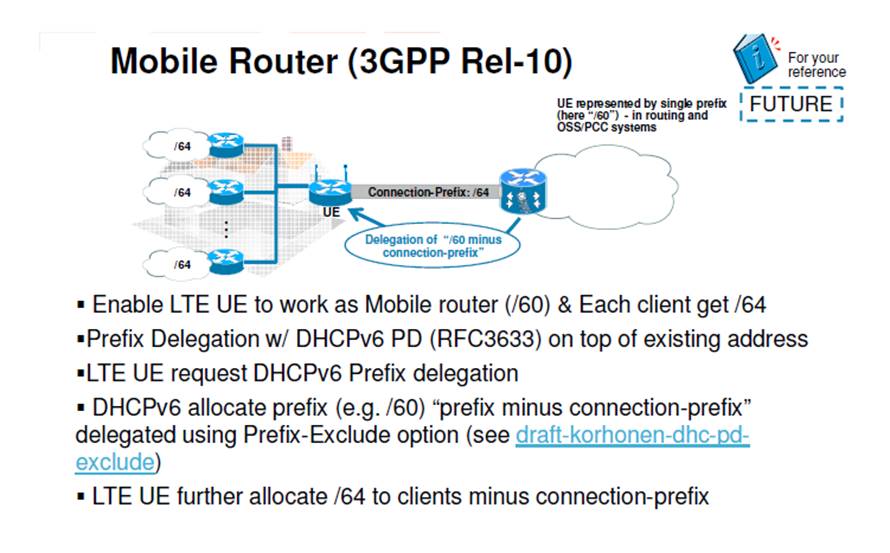 Mobile Router (3GPP Rel-10)
For your
reference
FUTURE
UE represented by single prefix
(here “/60”) - in routing and
OSS/PCC systems
/64
/64
/64
UE
Connection-Prefix: /64
Delegation of “/60 minus
connection-prefix”
▪ Enable LTE UE to work as Mobile router (/60) & Each client get /64
▪Prefix Delegation w/ DHCPv6 PD (RFC3633) on top of existing address
▪LTE UE request DHCPv6 Prefix delegation
▪ DHCPv6 allocate prefix (e.g. /60) “prefix minus connection-prefix”
delegated using Prefix-Exclude option (see draft-korhonen-dhc-pd-
exclude)
▪ LTE UE further allocate /64 to clients minus connection-prefix